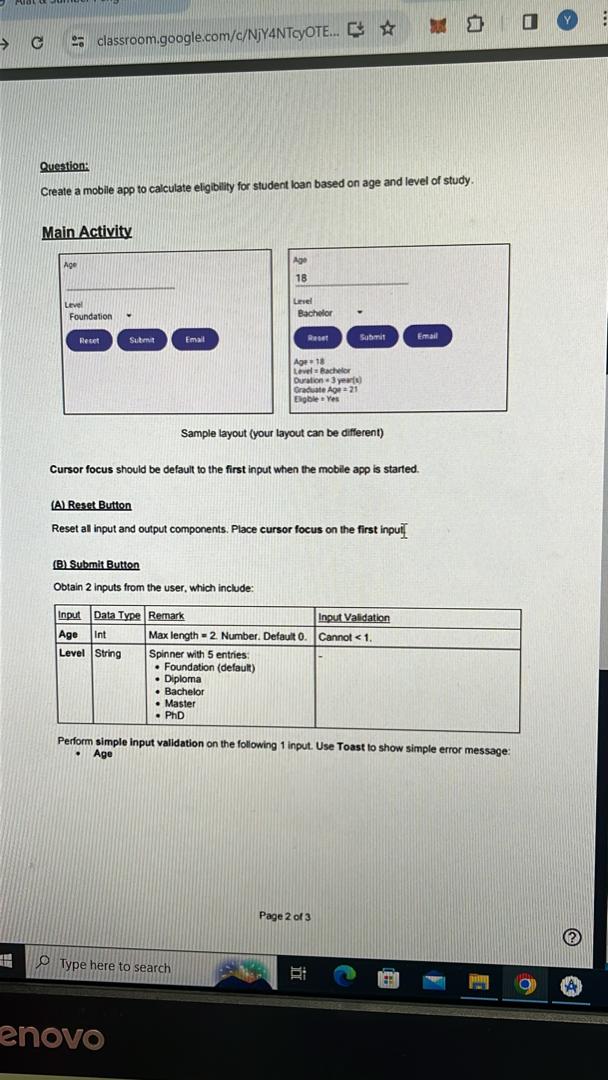 classroom.google.com/c/NjY4NTcyOTE...
Y
Question:
Create a mobile app to calculate eligibility for student loan based on age and level of study.
Main Activity
Age
Level
Foundation
Reset Submit Email
Age
18
Level
Bachelor
Reset Submit Email
Age = 18
Level = Bachelor
Duration = 3 year(s)
Graduate Age = 21
Eligible = Yes
Sample layout (your layout can be different)
Cursor focus should be default to the first input when the mobile app is started.
(A) Reset Button
Reset all input and output components. Place cursor focus on the first input
(B) Submit Button
Obtain 2 inputs from the user, which include:
Input Data Type Remark Input Validation
Age Int Max length = 2. Number. Default 0. Cannot < 1.
Level String Spinner with 5 entries: -
• Foundation (default)
• Diploma
• Bachelor
• Master
• PhD
Perform simple input validation on the following 1 input. Use Toast to show simple error message:
• Age
Page 2 of 3
Type here to search
enovo